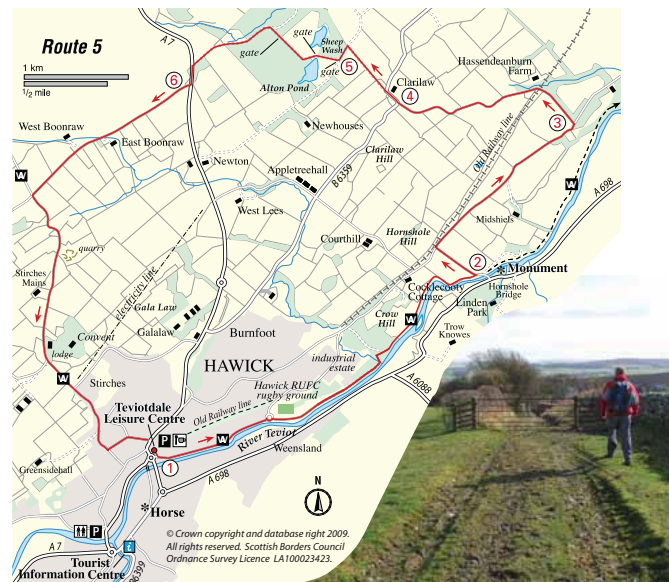 Route 5
1 km
1/2 mile
A 7
gate
Sheep
Wash
gate
gate
Alton Pond
6
5
4
Clarilaw
Hassendeanburn
Farm
3
West Boonraw
East Boonraw
Newton
Newhouses
Appletreehall
B 6359
Clarilaw
Hill
Old Railway line
W
W
A 698
West Lees
Courthill
Hornshole
Hill
Midshiels
2
Monument
Hornshole
Bridge
quarry
Stirches
Mains
electricity line
Gala Law
Galalaw
Cocklecooty
Cottage
Linden
Park
Crow
Hill
W
Trow
Knowes
Convent
lodge
W
Burnfoot
HAWICK
industrial
estate
A 6088
Stirches
Hawick RUFC
rugby ground
Teviotdale
Leisure Centre
Old Railway line
P
W
River Teviot
Weensland
Greensidehall
1
A 698
N
Horse
P
i
A 7
Tourist
Information Centre
B6399
© Crown copyright and database right 2009.
All rights reserved. Scottish Borders Council
Ordnance Survey Licence LA100023423.